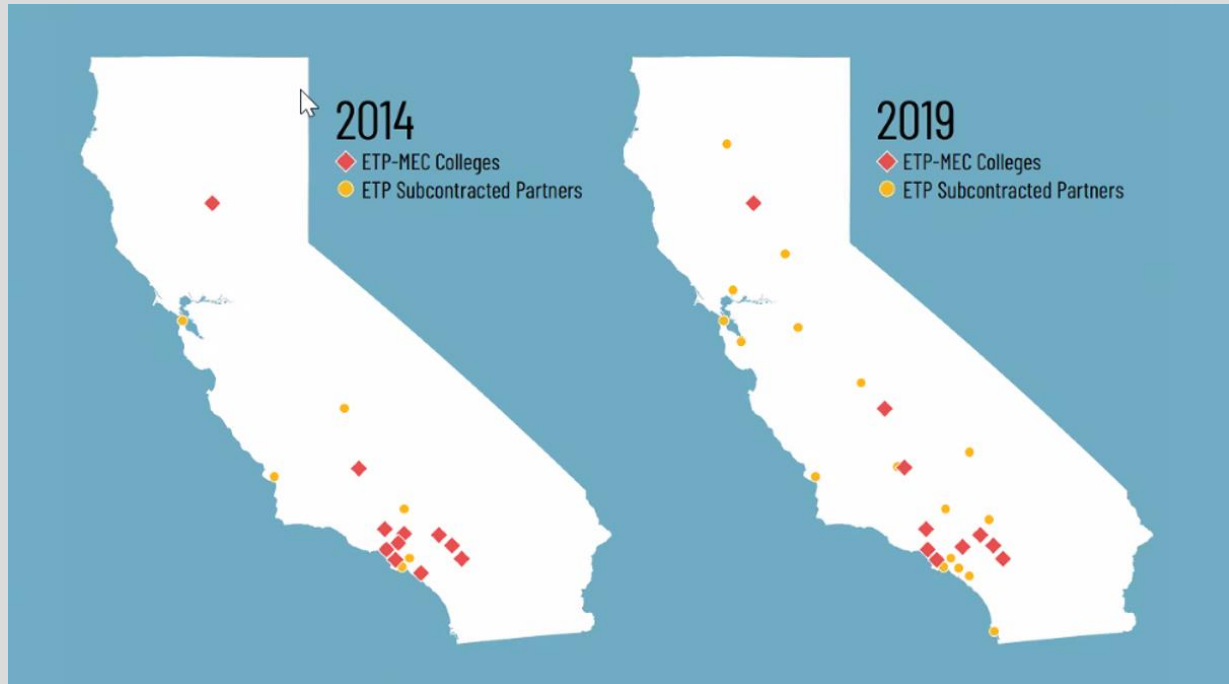 2014
ETP-MEC Colleges
ETP Subcontracted Partners
2019
ETP-MEC Colleges
ETP Subcontracted Partners